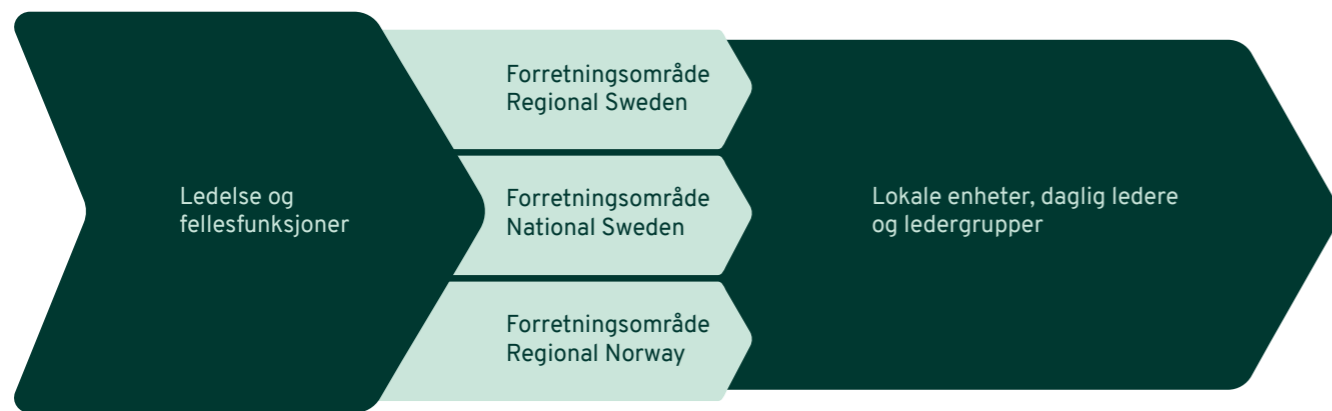 Ledelse og
fellesfunksjoner
Forretningsområde
Regional Sweden
Forretningsområde
National Sweden
Forretningsområde
Regional Norway
Lokale enheter, daglig ledere
og ledergrupper